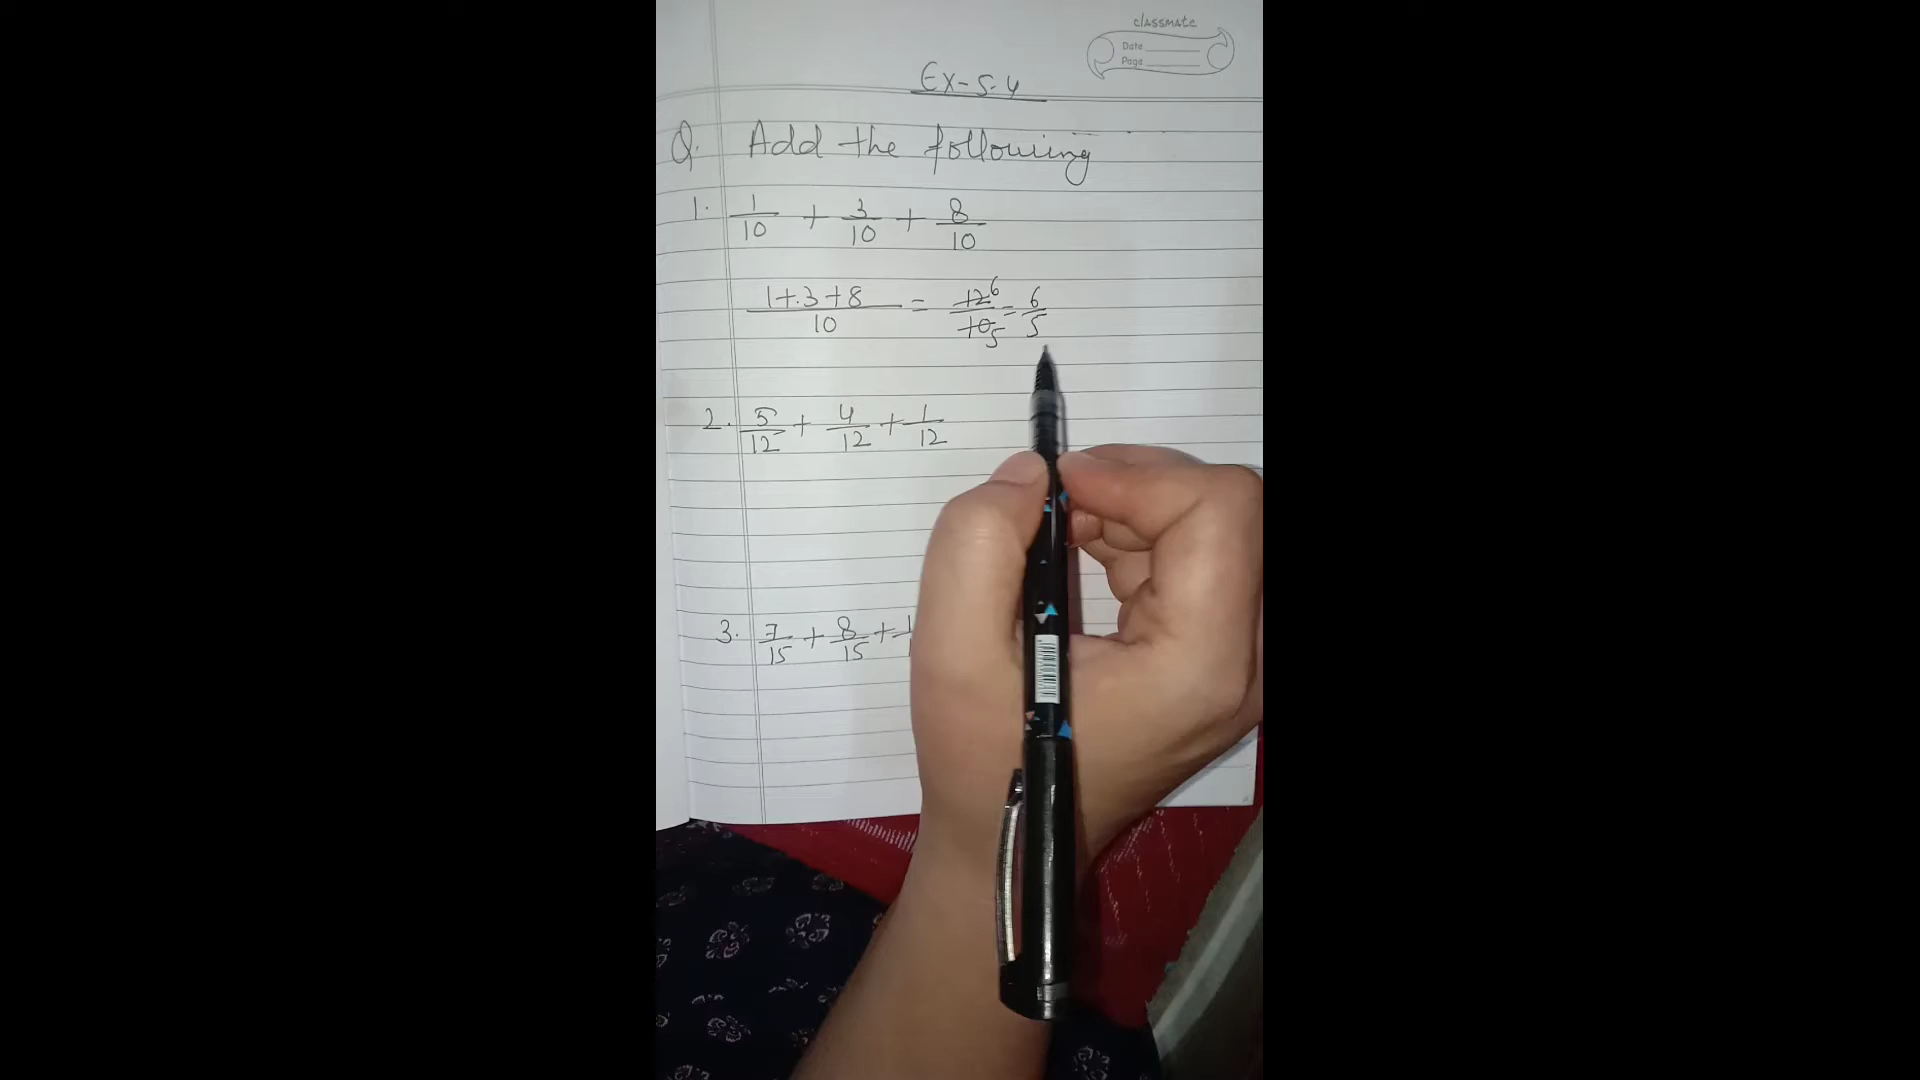 classmate
Date
Page
Ex-5.4
Q. Add the following
1. 1/10 + 3/10 + 8/10
1+3+8/10 = 12/10 6 5 = 6/5
2. 5/12 + 4/12 + 1/12
3. 7/15 + 8/15 + 1